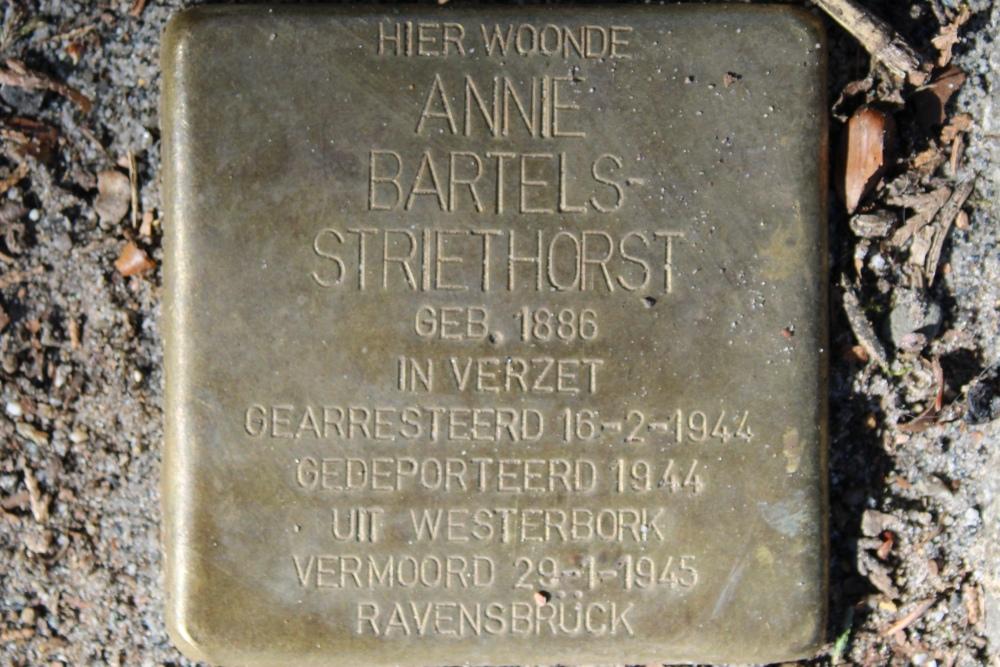 HIER WOONDE
ANNIE
BARTELS-
STRIETHORST
GEB. 1886
IN VERZET
GEARRESTEERD 16-2-1944
GEDEPORTEERD 1944
UIT WESTERBORK
VERMOORD 29-1-1945
RAVENSBRÜCK